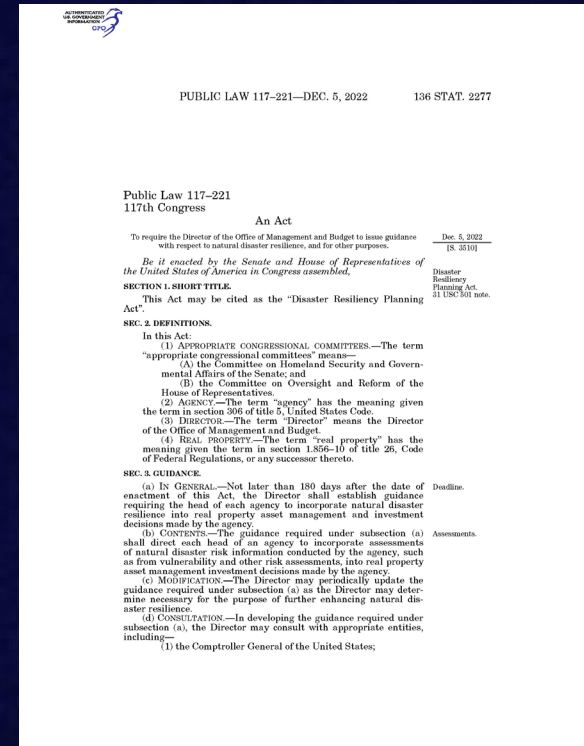 AUTHENTICATED
U.S. GOVERNMENT
INFORMATION
GPO
PUBLIC LAW 117–221—DEC. 5, 2022 136 STAT. 2277
Public Law 117–221
117th Congress
An Act
To require the Director of the Office of Management and Budget to issue guidance
with respect to natural disaster resilience, and for other purposes.
Dec. 5, 2022
[S. 3510]
Be it enacted by the Senate and House of Representatives of
the United States of America in Congress assembled,
Disaster
Resiliency
Planning Act.
31 USC 501 note.
SECTION 1. SHORT TITLE.
This Act may be cited as the “Disaster Resiliency Planning
Act”.
SEC. 2. DEFINITIONS.
In this Act:
(1) APPROPRIATE CONGRESSIONAL COMMITTEES.—The term
“appropriate congressional committees” means—
(A) the Committee on Homeland Security and Govern-
mental Affairs of the Senate; and
(B) the Committee on Oversight and Reform of the
House of Representatives.
(2) AGENCY.—The term “agency” has the meaning given
the term in section 306 of title 5, United States Code.
(3) DIRECTOR.—The term “Director” means the Director
of the Office of Management and Budget.
(4) REAL PROPERTY.—The term “real property” has the
meaning given the term in section 1.856–10 of title 26, Code
of Federal Regulations, or any successor thereto.
SEC. 3. GUIDANCE.
(a) IN GENERAL.—Not later than 180 days after the date of
enactment of this Act, the Director shall establish guidance
requiring the head of each agency to incorporate natural disaster
resilience into real property asset management and investment
decisions made by the agency.
Deadline.
(b) CONTENTS.—The guidance required under subsection (a)
shall direct each head of an agency to incorporate assessments
of natural disaster risk information conducted by the agency, such
as from vulnerability and other risk assessments, into real property
asset management investment decisions made by the agency.
Assessments.
(c) MODIFICATION.—The Director may periodically update the
guidance required under subsection (a) as the Director may deter-
mine necessary for the purpose of further enhancing natural dis-
aster resilience.
(d) CONSULTATION.—In developing the guidance required under
subsection (a), the Director may consult with appropriate entities,
including—
(1) the Comptroller General of the United States;